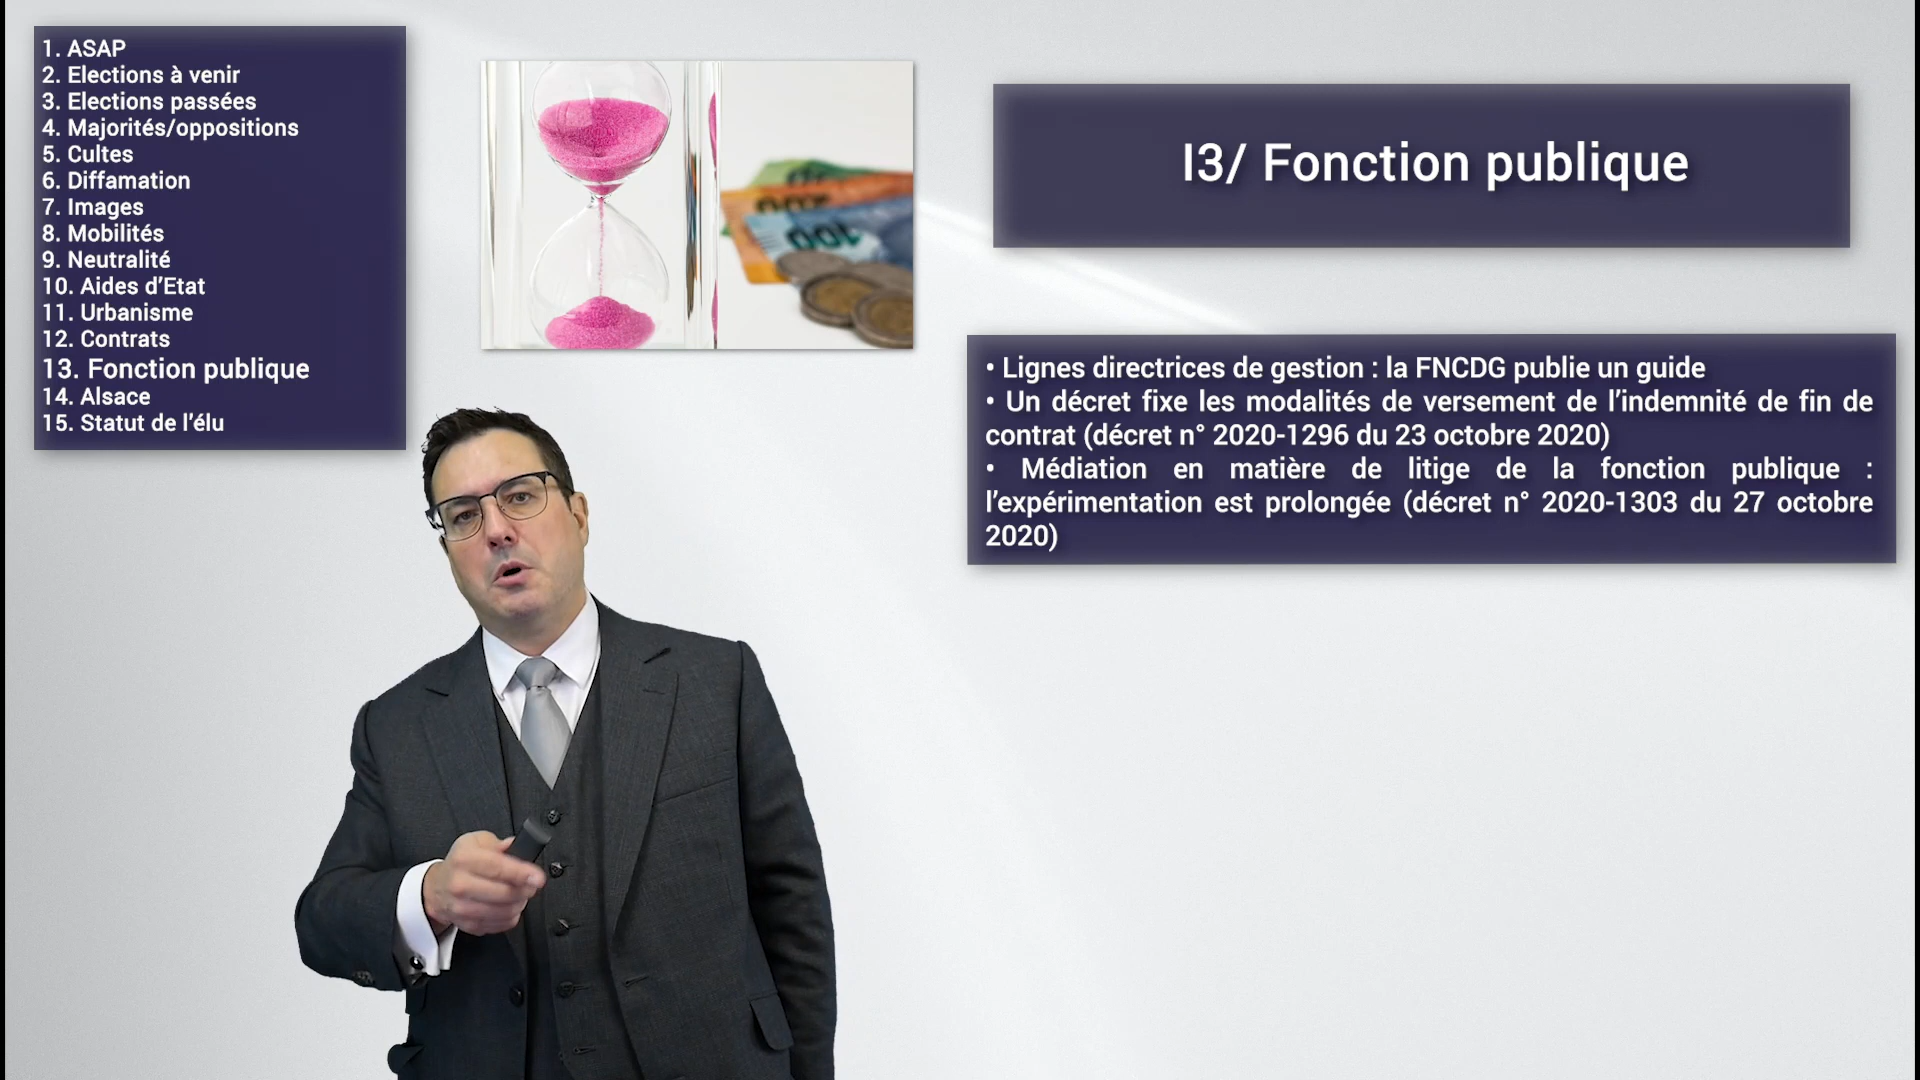 1. ASAP
2. Elections à venir
3. Elections passées
4. Majorités/oppositions
5. Cultes
6. Diffamation
7. Images
8. Mobilités
9. Neutralité
10. Aides d’Etat
11. Urbanisme
12. Contrats
13. Fonction publique
14. Alsace
15. Statut de l’élu
100
I3/ Fonction publique
• Lignes directrices de gestion : la FNCDG publie un guide
• Un décret fixe les modalités de versement de l’indemnité de fin de
contrat (décret n° 2020-1296 du 23 octobre 2020)
• Médiation en matière de litige de la fonction publique :
l’expérimentation est prolongée (décret n° 2020-1303 du 27 octobre
2020)